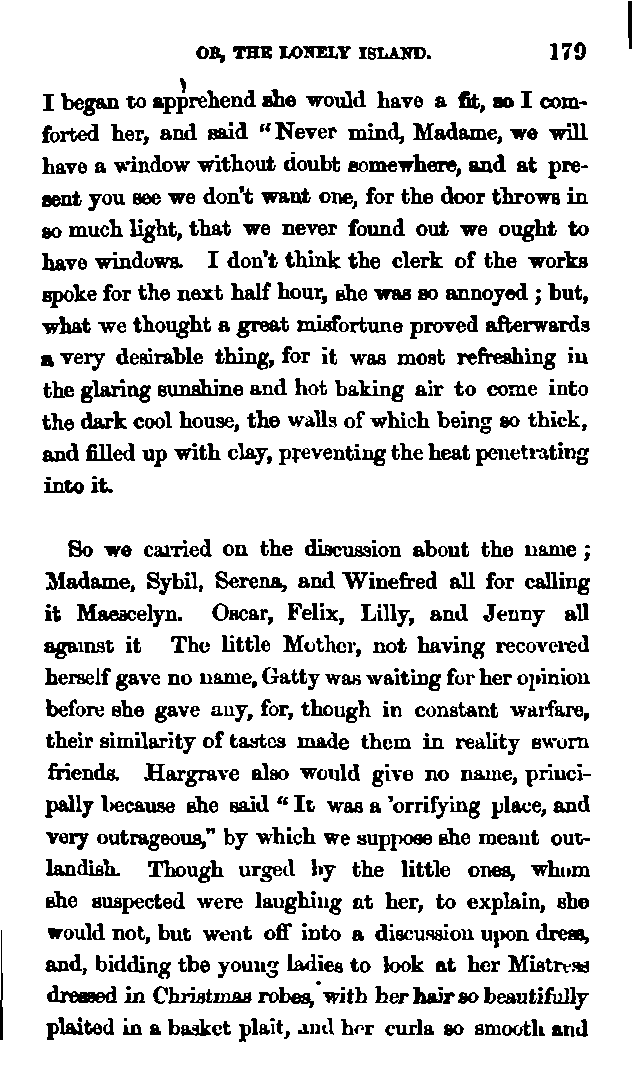 OR, THE LONELY ISLAND. 179
I began to apprehend she would have a fit, so I com-
forted her, and said "Never mind, Madame, we will
have a window without doubt somewhere, and at pre-
sent you see we don't want one, for the door throws in
so much light, that we never found out we ought to
have windows. I don't think the clerk of the works
spoke for the next half hour, she was so annoyed ; but,
what we thought a great misfortune proved afterwards
a very desirable thing, for it was most refreshing in
the glaring sunshine and hot baking air to come into
the dark cool house, the walls of which being so thick,
and filled up with clay, preventing the heat penetrating
into it.
So we carried on the discussion about the name ;
Madame, Sybil, Serena, and Winefred all for calling
it Maescelyn. Oscar, Felix, Lilly, and Jenny all
against it The little Mother, not having recovered
herself gave no name, Gatty was waiting for her opinion
before she gave any, for, though in constant warfare,
their similarity of tastes made them in reality sworn
friends. Hargrave also would give no name, princi-
pally because she said "It was a 'orrifying place, and
very outrageous," by which we suppose she meant out-
landish. Though urged by the little ones, whom
she suspected were laughing at her, to explain, she
would not, but went off into a discussion upon dress,
and, bidding the young ladies to look at her Mistress
dressed in Christmas robes, with her hair so beautifully
plaited in a basket plait, and her curls so smooth and